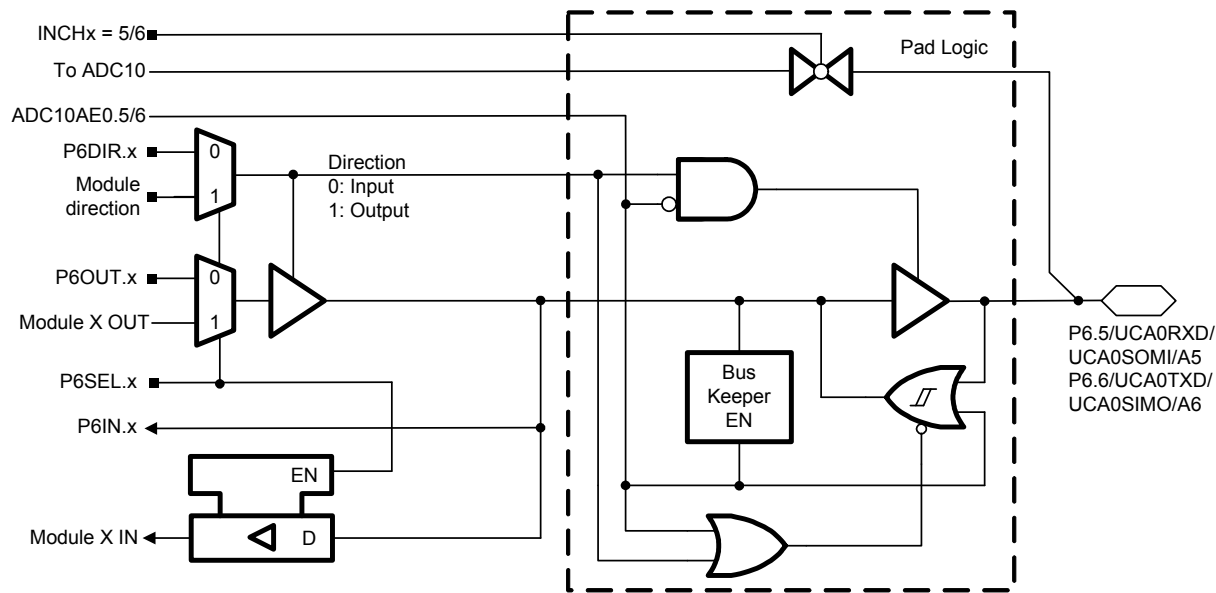 INCHx = 5/6
Pad Logic
To ADC10
ADC10AE0.5/6
P6DIR.x
0
Direction
0: Input
1: Output
Module
direction
1
P6OUT.x
0
Module X OUT
1
P6.5/UCA0RXD/
UCA0SOMI/A5
P6.6/UCA0TXD/
UCA0SIMO/A6
Bus
Keeper
EN
P6SEL.x
P6IN.x
EN
Module X IN
D